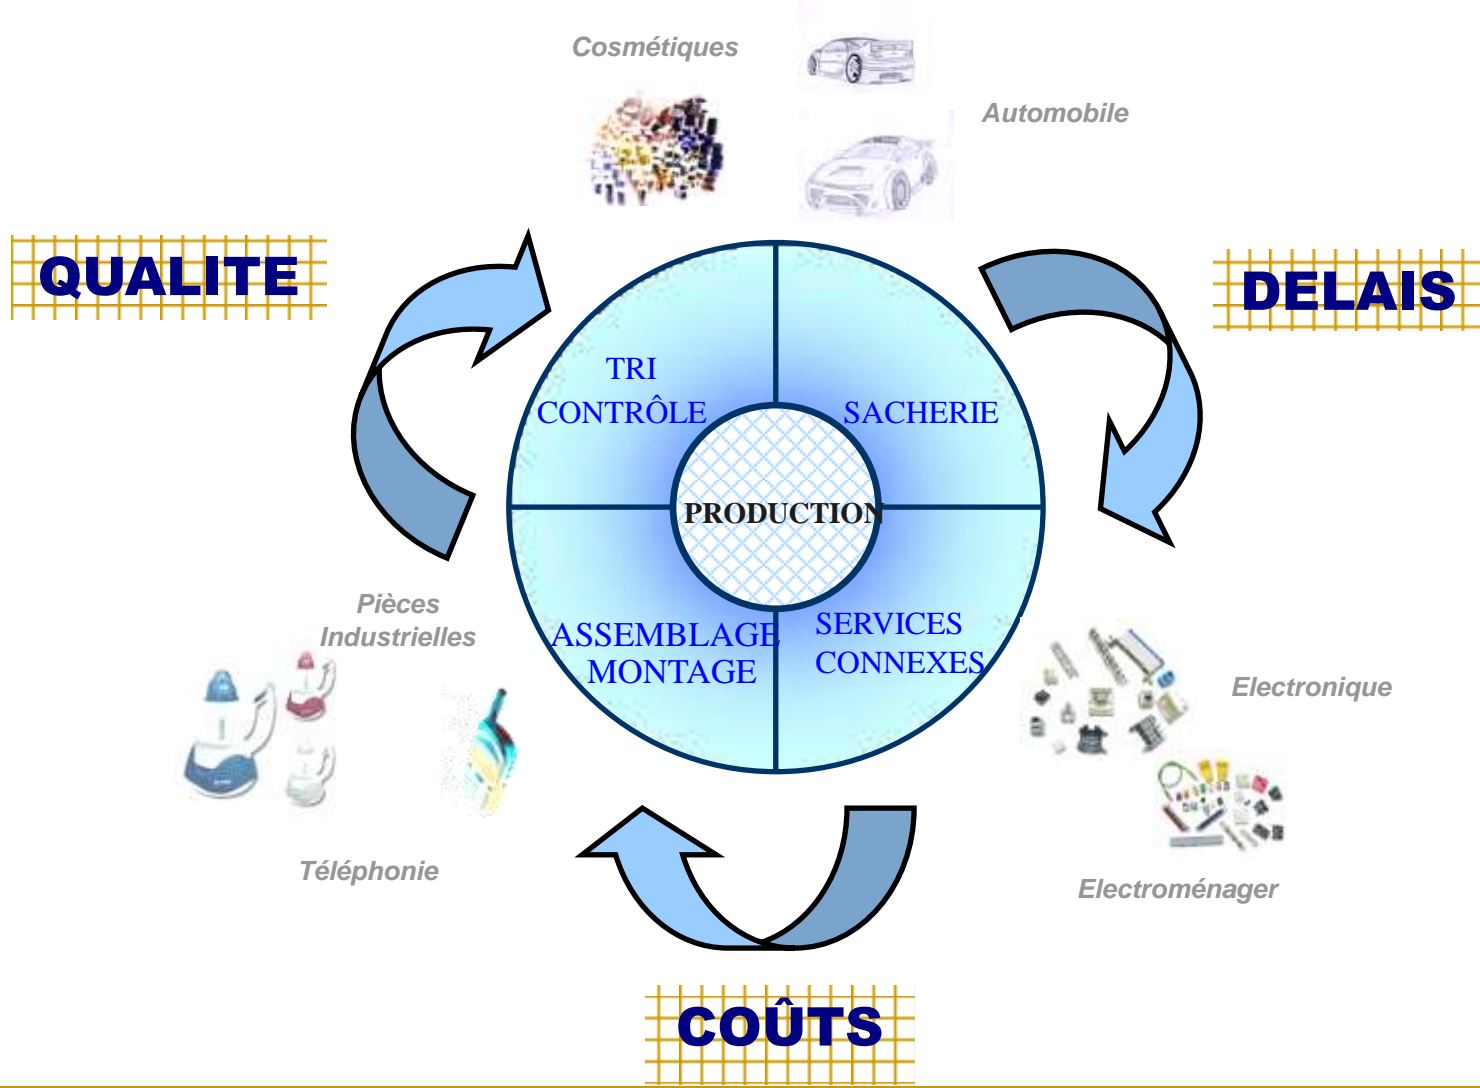 Cosmétiques
Automobile
QUALITE
DELAIS
TRI
CONTRÔLE
SACHERIE
PRODUCTION
ASSEMBLAGE
MONTAGE
SERVICES
CONNEXES
Pièces
Industrielles
Electronique
Téléphonie
Electroménager
COÛTS